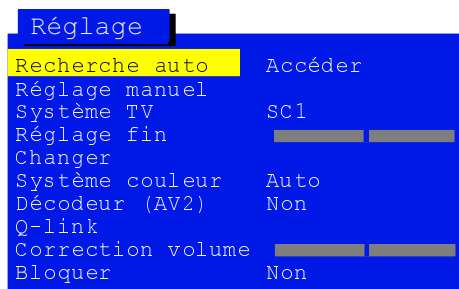 Réglage
Recherche auto Accéder
Réglage manuel
Système TV SC1
Réglage fin
Changer
Système couleur Auto
Décodeur (AV2) Non
Q-link
Correction volume
Bloquer Non